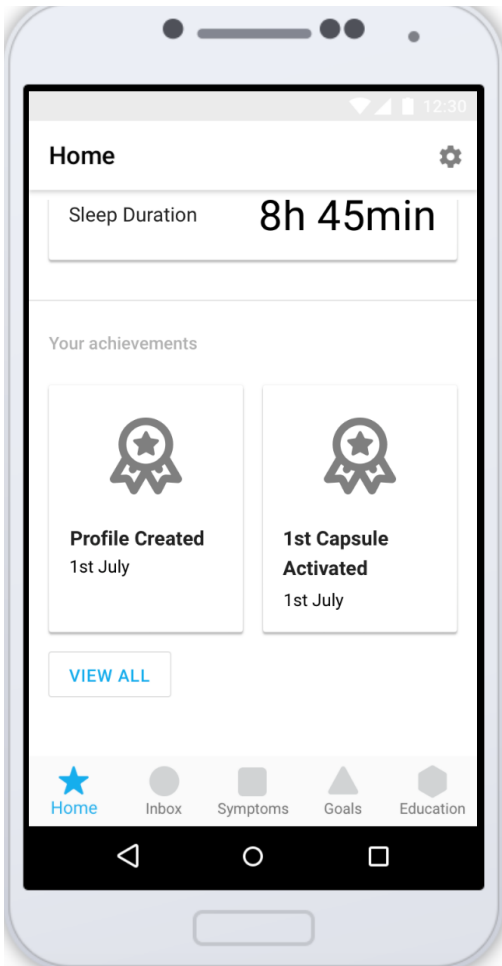 12:30
Home
Sleep Duration 8h 45min
Your achievements
Profile Created
1st July
1st Capsule
Activated
1st July
VIEW ALL
Home Inbox Symptoms Goals Education